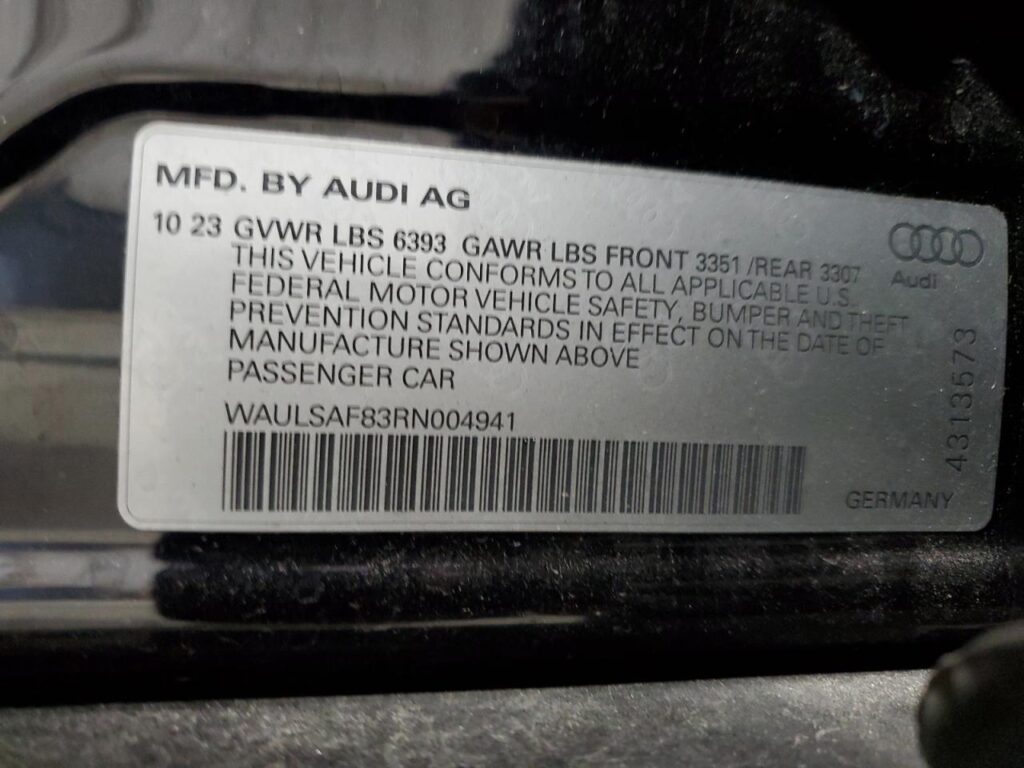 MFD. BY AUDI AG
10 23 GVWR LBS 6393 GAWR LBS FRONT 3351 /REAR 3307
THIS VEHICLE CONFORMS TO ALL APPLICABLE U.S.
FEDERAL MOTOR VEHICLE SAFETY, BUMPER AND THEFT
PREVENTION STANDARDS IN EFFECT ON THE DATE OF
MANUFACTURE SHOWN ABOVE
PASSENGER CAR
WAULSAF83RN004941
Audi
4313573
GERMANY